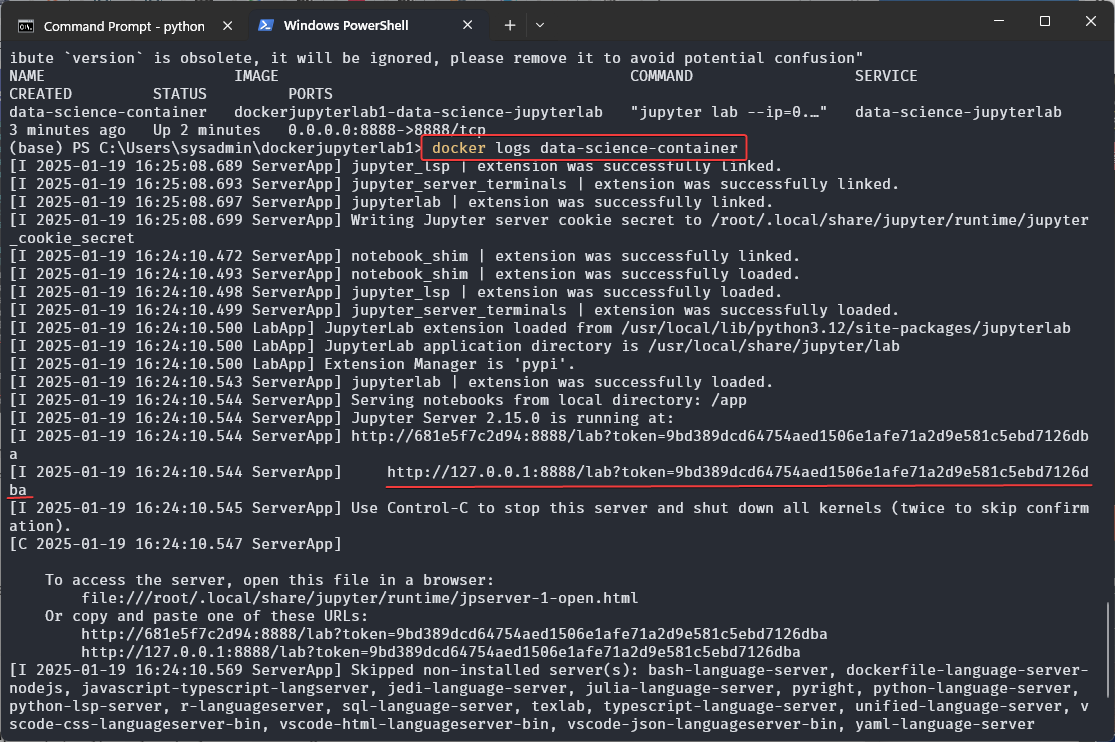 Command Prompt - python
Windows PowerShell
ibute `version` is obsolete, it will be ignored, please remove it to avoid potential confusion"
NAME                     IMAGE                                       COMMAND                  SERVICE
CREATED         STATUS         PORTS
data-science-container   dockerjupyterlab1-data-science-jupyterlab   "jupyter lab --ip=0.…"   data-science-jupyterlab
3 minutes ago   Up 2 minutes   0.0.0.0:8888->8888/tcp
(base) PS C:\Users\sysadmin\dockerjupyterlab1> docker logs data-science-container
[I 2025-01-19 16:25:08.689 ServerApp] jupyter_lsp | extension was successfully linked.
[I 2025-01-19 16:25:08.693 ServerApp] jupyter_server_terminals | extension was successfully linked.
[I 2025-01-19 16:25:08.697 ServerApp] jupyterlab | extension was successfully linked.
[I 2025-01-19 16:25:08.699 ServerApp] Writing Jupyter server cookie secret to /root/.local/share/jupyter/runtime/jupyter
_cookie_secret
[I 2025-01-19 16:24:10.472 ServerApp] notebook_shim | extension was successfully linked.
[I 2025-01-19 16:24:10.493 ServerApp] notebook_shim | extension was successfully loaded.
[I 2025-01-19 16:24:10.498 ServerApp] jupyter_lsp | extension was successfully loaded.
[I 2025-01-19 16:24:10.499 ServerApp] jupyter_server_terminals | extension was successfully loaded.
[I 2025-01-19 16:24:10.500 LabApp] JupyterLab extension loaded from /usr/local/lib/python3.12/site-packages/jupyterlab
[I 2025-01-19 16:24:10.500 LabApp] JupyterLab application directory is /usr/local/share/jupyter/lab
[I 2025-01-19 16:24:10.500 LabApp] Extension Manager is 'pypi'.
[I 2025-01-19 16:24:10.543 ServerApp] jupyterlab | extension was successfully loaded.
[I 2025-01-19 16:24:10.544 ServerApp] Serving notebooks from local directory: /app
[I 2025-01-19 16:24:10.544 ServerApp] Jupyter Server 2.15.0 is running at:
[I 2025-01-19 16:24:10.544 ServerApp] http://681e5f7c2d94:8888/lab?token=9bd389dcd64754aed1506e1afe71a2d9e581c5ebd7126db
a
[I 2025-01-19 16:24:10.544 ServerApp]     http://127.0.0.1:8888/lab?token=9bd389dcd64754aed1506e1afe71a2d9e581c5ebd7126d
ba
[I 2025-01-19 16:24:10.545 ServerApp] Use Control-C to stop this server and shut down all kernels (twice to skip confirm
ation).
[C 2025-01-19 16:24:10.547 ServerApp]
    To access the server, open this file in a browser:
        file:///root/.local/share/jupyter/runtime/jpserver-1-open.html
    Or copy and paste one of these URLs:
        http://681e5f7c2d94:8888/lab?token=9bd389dcd64754aed1506e1afe71a2d9e581c5ebd7126dba
        http://127.0.0.1:8888/lab?token=9bd389dcd64754aed1506e1afe71a2d9e581c5ebd7126dba
[I 2025-01-19 16:24:10.569 ServerApp] Skipped non-installed server(s): bash-language-server, dockerfile-language-server-
nodejs, javascript-typescript-langserver, jedi-language-server, julia-language-server, pyright, python-language-server,
python-lsp-server, r-languageserver, sql-language-server, texlab, typescript-language-server, unified-language-server, v
scode-css-languageserver-bin, vscode-html-languageserver-bin, vscode-json-languageserver-bin, yaml-language-server